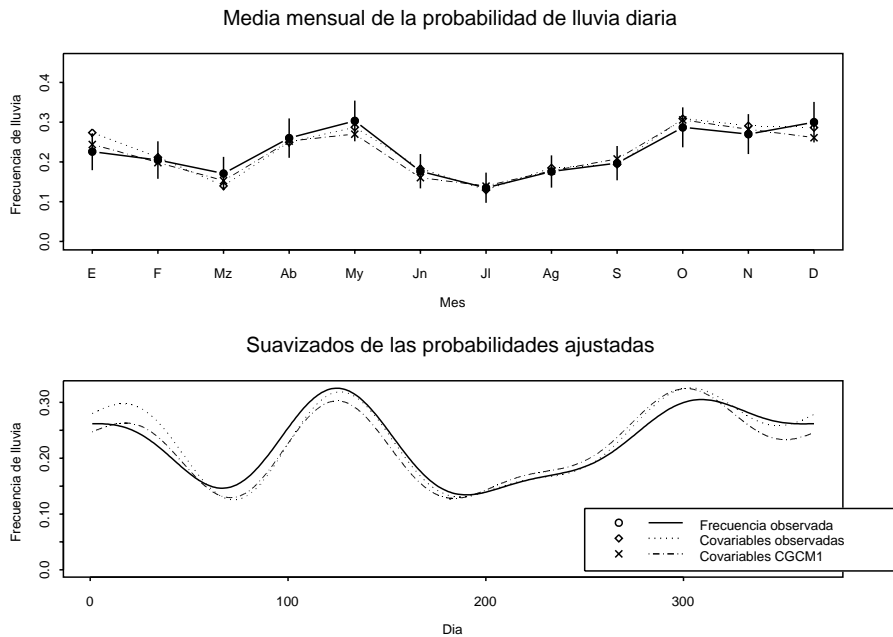 Media mensual de la probabilidad de lluvia diaria
Frecuencia de lluvia
0.4
0.3
0.2
0.1
0.0
E F Mz Ab My Jn Jl Ag S O N D
Mes
Suavizados de las probabilidades ajustadas
Frecuencia de lluvia
0.30
0.20
0.10
0.0
Frecuencia observada
Covariables observadas
Covariables CGCM1
0 100 200 300
Dia